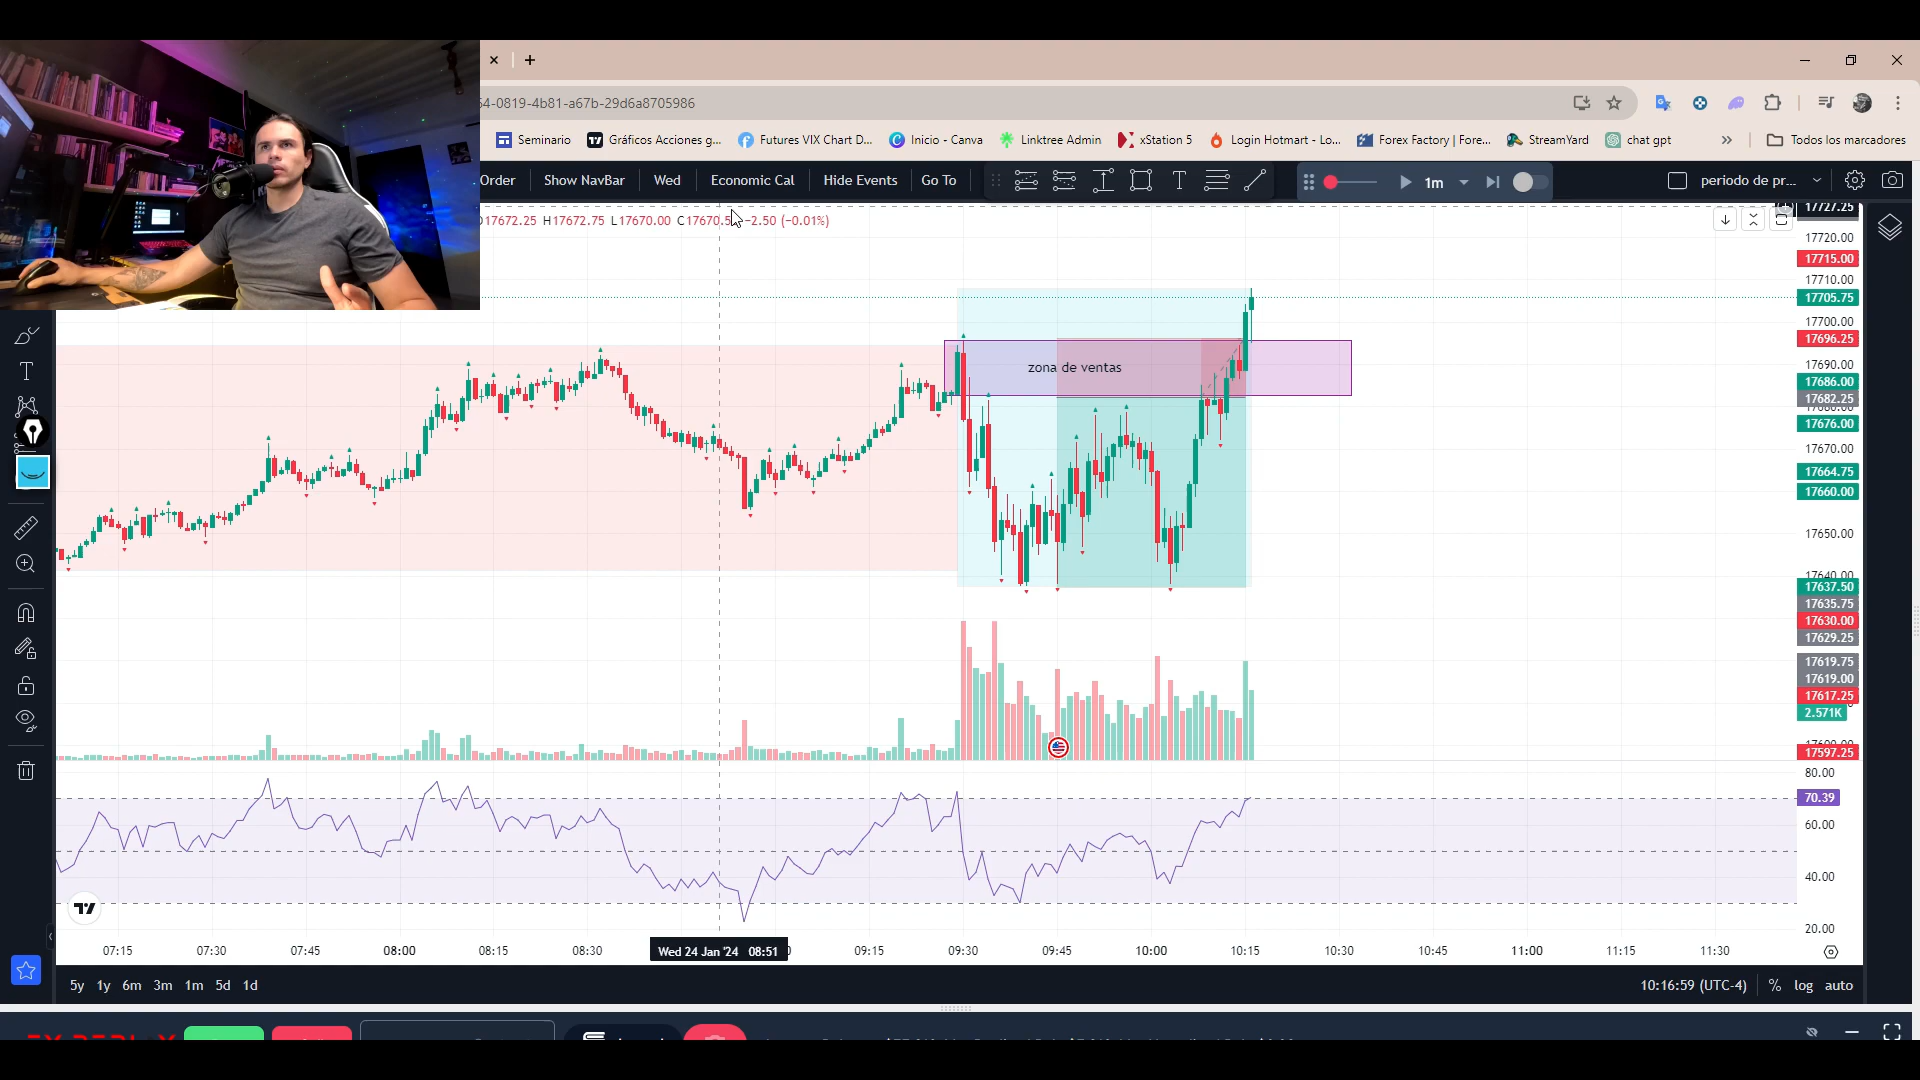 54-0819-4b81-a67b-29d6a8705986
Seminario
Gráficos Acciones g...
Futures VIX Chart D...
Inicio - Canva
Linktree Admin
xStation 5
Login Hotmart - Lo...
Forex Factory | Fore...
StreamYard
chat gpt
Todos los marcadores
Order
Show NavBar
Wed
Economic Cal
Hide Events
Go To
1m
periodo de pr...
17672.25 H17672.75 L17670.00 C17670.5 −2.50 (−0.01%)
zona de ventas
17727.25
17720.00
17715.00
17710.00
17705.75
17700.00
17696.25
17690.00
17686.00
17682.25
17680.00
17676.00
17670.00
17664.75
17660.00
17650.00
17640.00
17637.50
17635.75
17630.00
17629.25
17619.75
17619.00
17617.25
2.571K
17597.25
80.00
70.39
60.00
40.00
20.00
07:15
07:30
07:45
08:00
08:15
08:30
Wed 24 Jan '24 08:51
09:15
09:30
09:45
10:00
10:15
10:30
10:45
11:00
11:15
11:30
5y 1y 6m 3m 1m 5d 1d
10:16:59 (UTC-4)
%
log
auto